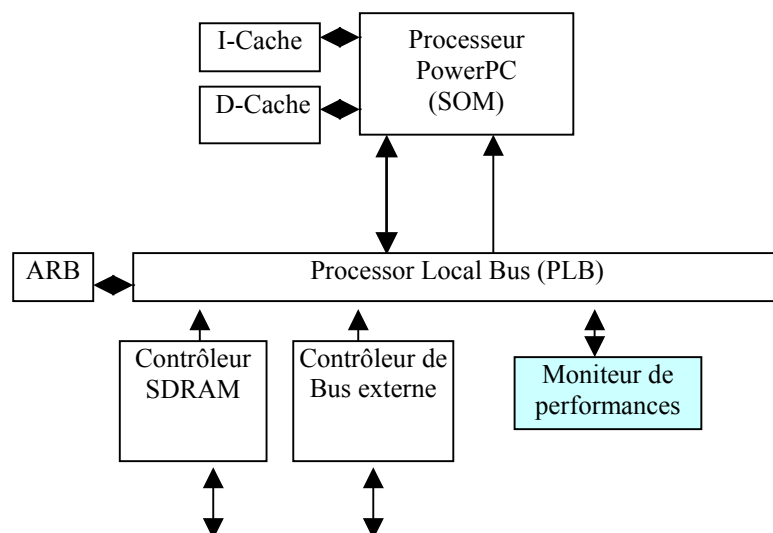 I-Cache
Processeur
PowerPC
(SOM)
D-Cache
ARB
Processor Local Bus (PLB)
Contrôleur
SDRAM
Contrôleur de
Bus externe
Moniteur de
performances